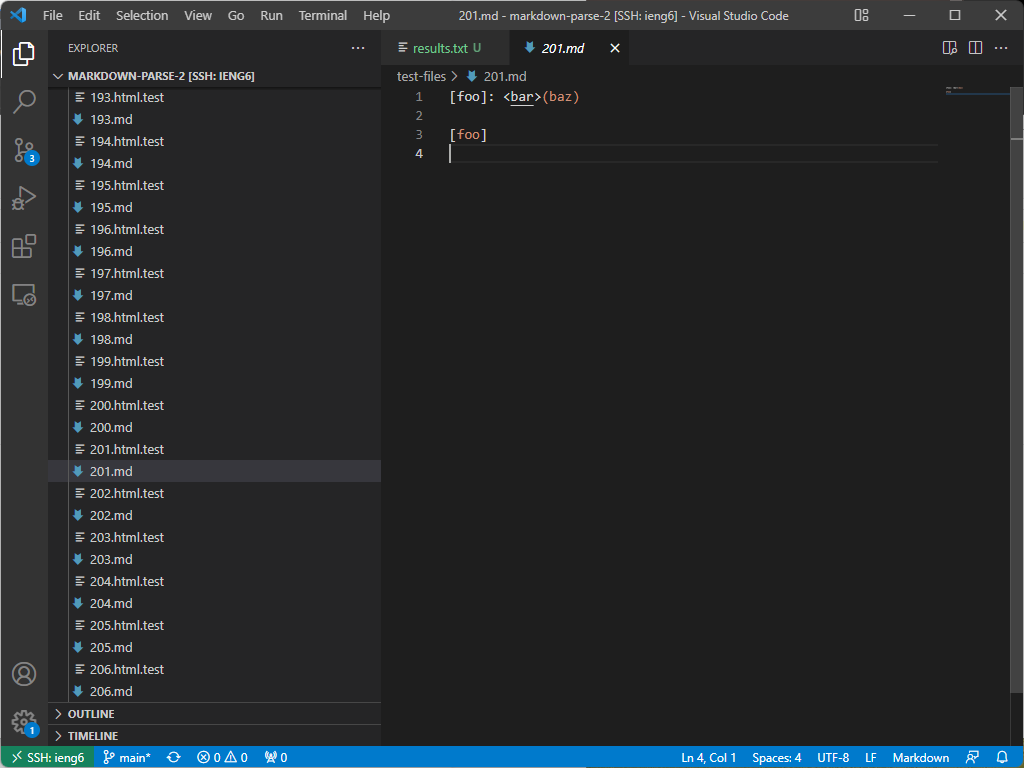 File Edit Selection View Go Run Terminal Help 201.md - markdown-parse-2 [SSH: ieng6] - Visual Studio Code
EXPLORER
MARKDOWN-PARSE-2 [SSH: IENG6]
193.html.test
193.md
194.html.test
194.md
195.html.test
195.md
196.html.test
196.md
197.html.test
197.md
198.html.test
198.md
199.html.test
199.md
200.html.test
200.md
201.html.test
201.md
202.html.test
202.md
203.html.test
203.md
204.html.test
204.md
205.html.test
205.md
206.html.test
206.md
OUTLINE
TIMELINE
3
1
results.txt U 201.md
test-files > 201.md
1 [foo]: <bar>(baz)
2
3 [foo]
4
SSH: ieng6 main* 0 0 0 Ln 4, Col 1 Spaces: 4 UTF-8 LF Markdown